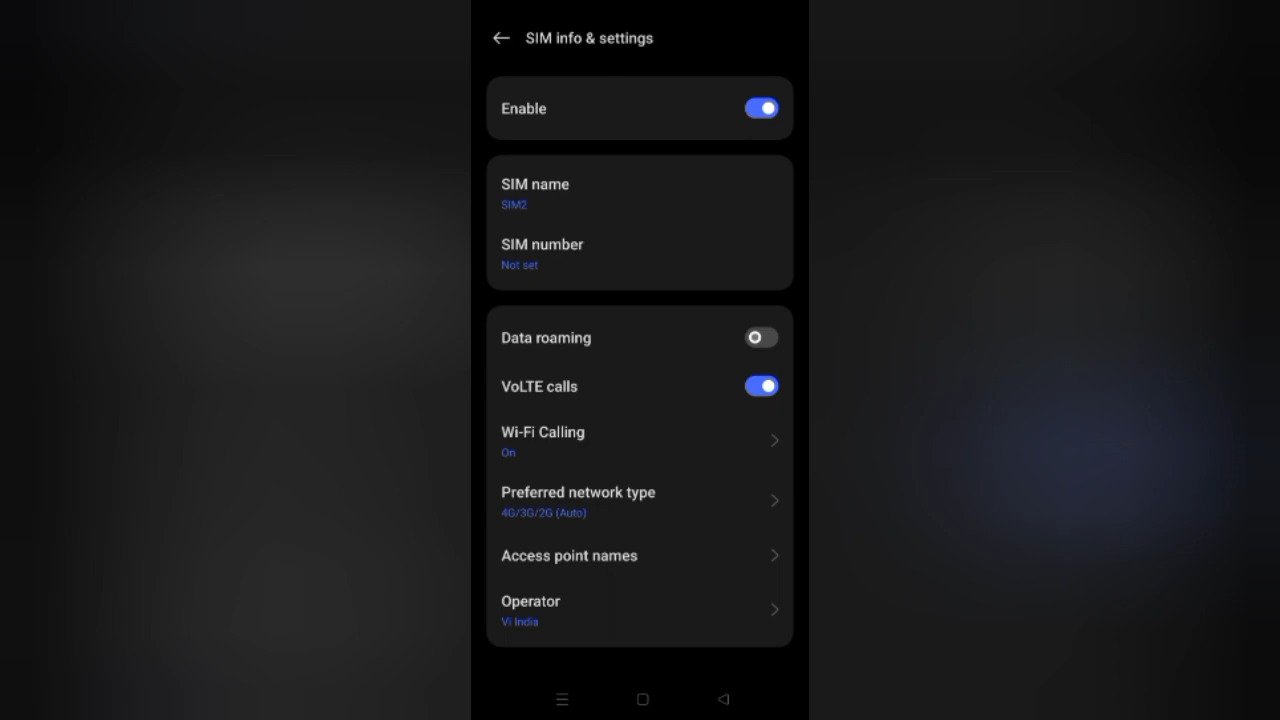 SIM info & settings
Enable
SIM name
SIM2
SIM number
Not set
Data roaming
VoLTE calls
Wi-Fi Calling
On
Preferred network type
4G/3G/2G (Auto)
Access point names
Operator
Vi India